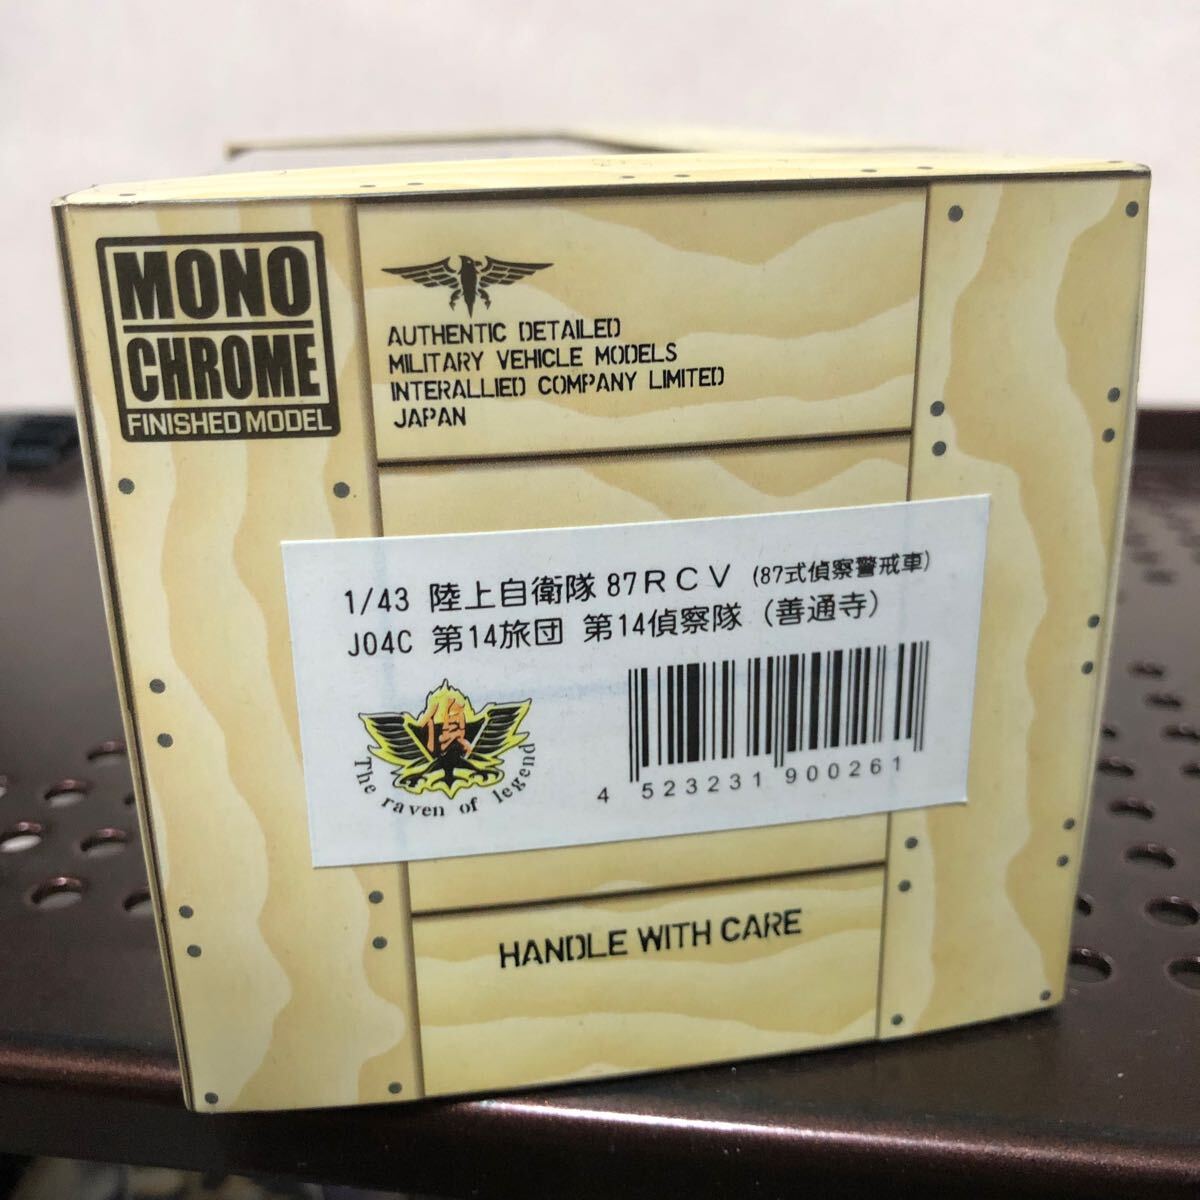 MONO
CHROME
FINISHED MODEL
AUTHENTIC DETAILED
MILITARY VEHICLE MODELS
INTERALLIED COMPANY LIMITED
JAPAN
1/43 陸上自衛隊 87RCV (87式偵察警戒車)
J04C 第14旅団 第14偵察隊 (善通寺)
偵
The raven of legend
4 523231 900261
HANDLE WITH CARE